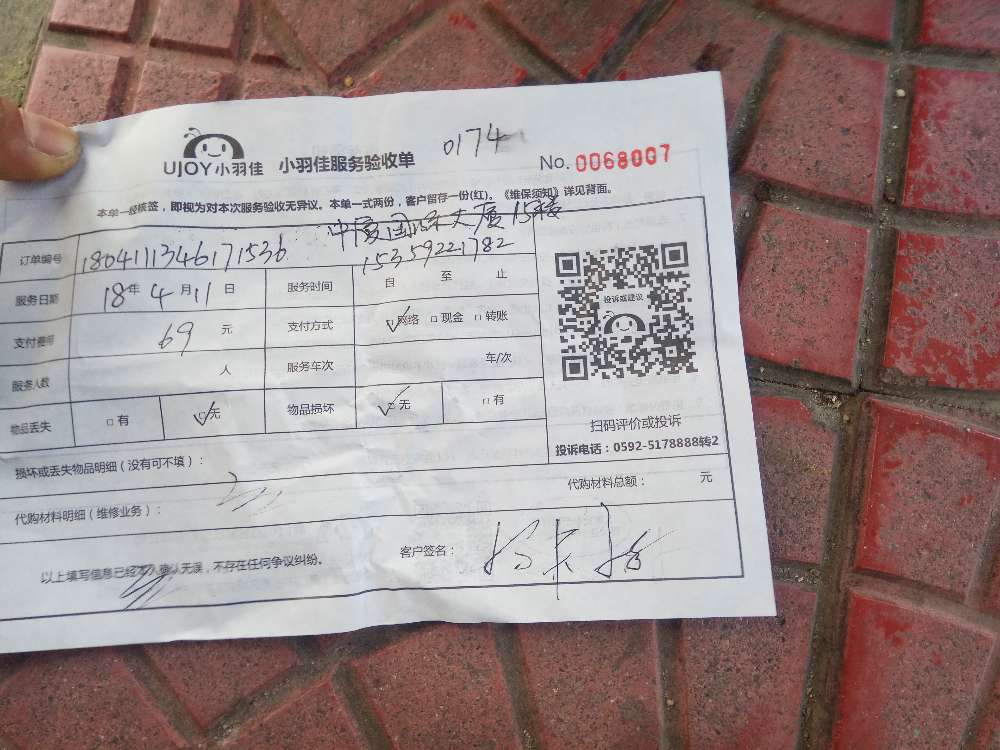 UJOY小羽佳 小羽佳服务验收单 0174 No. 0068007
本单一经核签，即视为对本次服务验收无异议。本单一式两份，客户留存一份(红)。《维保须知》详见背面。
中厦国际大厦15楼
订单编号 1804111346171536 15359221782
服务日期 18年 4月11日 服务时间 自 至 止
支付费用 69 元 支付方式 网络 □现金 □转账
服务人数 人 服务车次 车/次
物品丢失 □有 无 物品损坏 无 □有
投诉或建议
扫码评价或投诉
投诉电话：0592-5178888转2
损坏或丢失物品明细（没有可不填）：
代购材料明细（维修业务）： 代购材料总额： 元
以上填写信息已经本人确认无误，不存在任何争议纠纷。 客户签名：